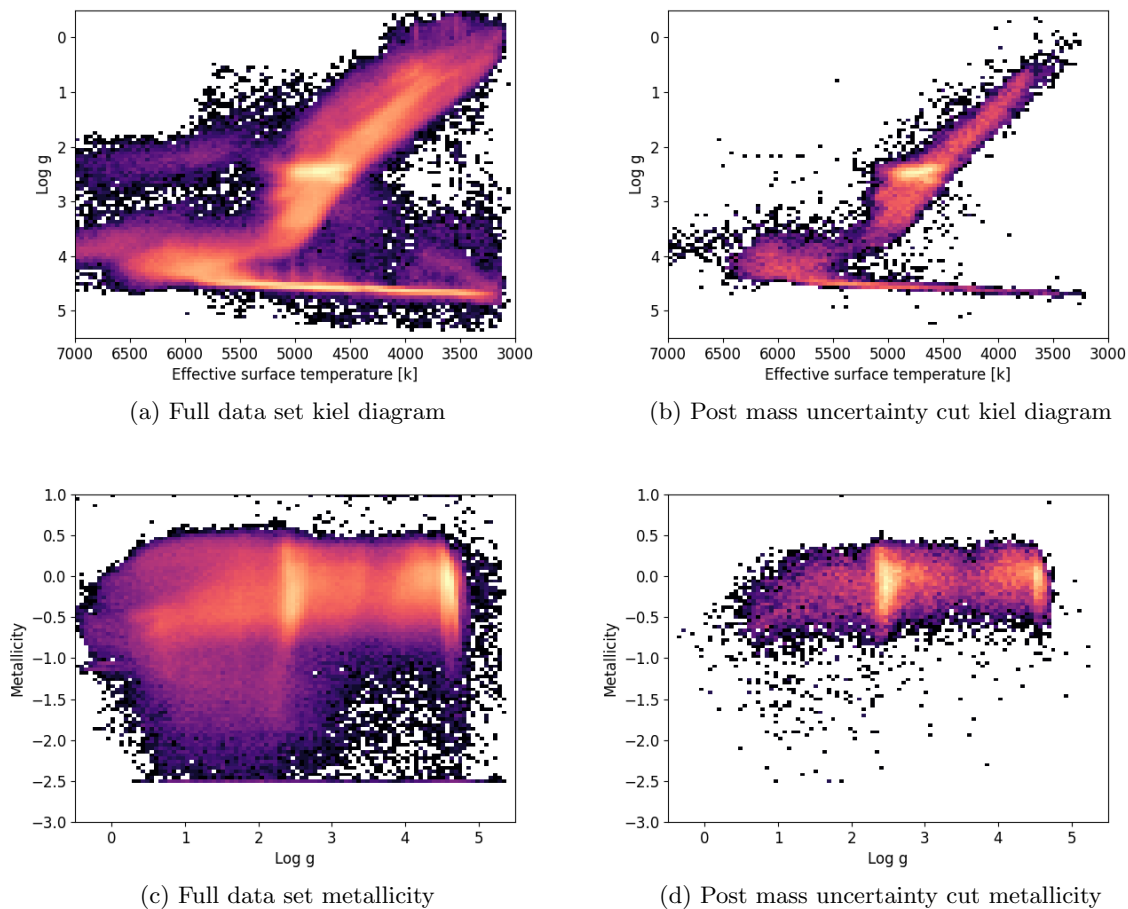 0
1
2
3
4
5
Log g
7000 6500 6000 5500 5000 4500 4000 3500 3000
Effective surface temperature [k]
(a) Full data set kiel diagram
0
1
2
3
4
5
Log g
7000 6500 6000 5500 5000 4500 4000 3500 3000
Effective surface temperature [k]
(b) Post mass uncertainty cut kiel diagram
1.0
0.5
0.0
−0.5
−1.0
−1.5
−2.0
−2.5
−3.0
Metallicity
0 1 2 3 4 5
Log g
(c) Full data set metallicity
1.0
0.5
0.0
−0.5
−1.0
−1.5
−2.0
−2.5
−3.0
Metallicity
0 1 2 3 4 5
Log g
(d) Post mass uncertainty cut metallicity